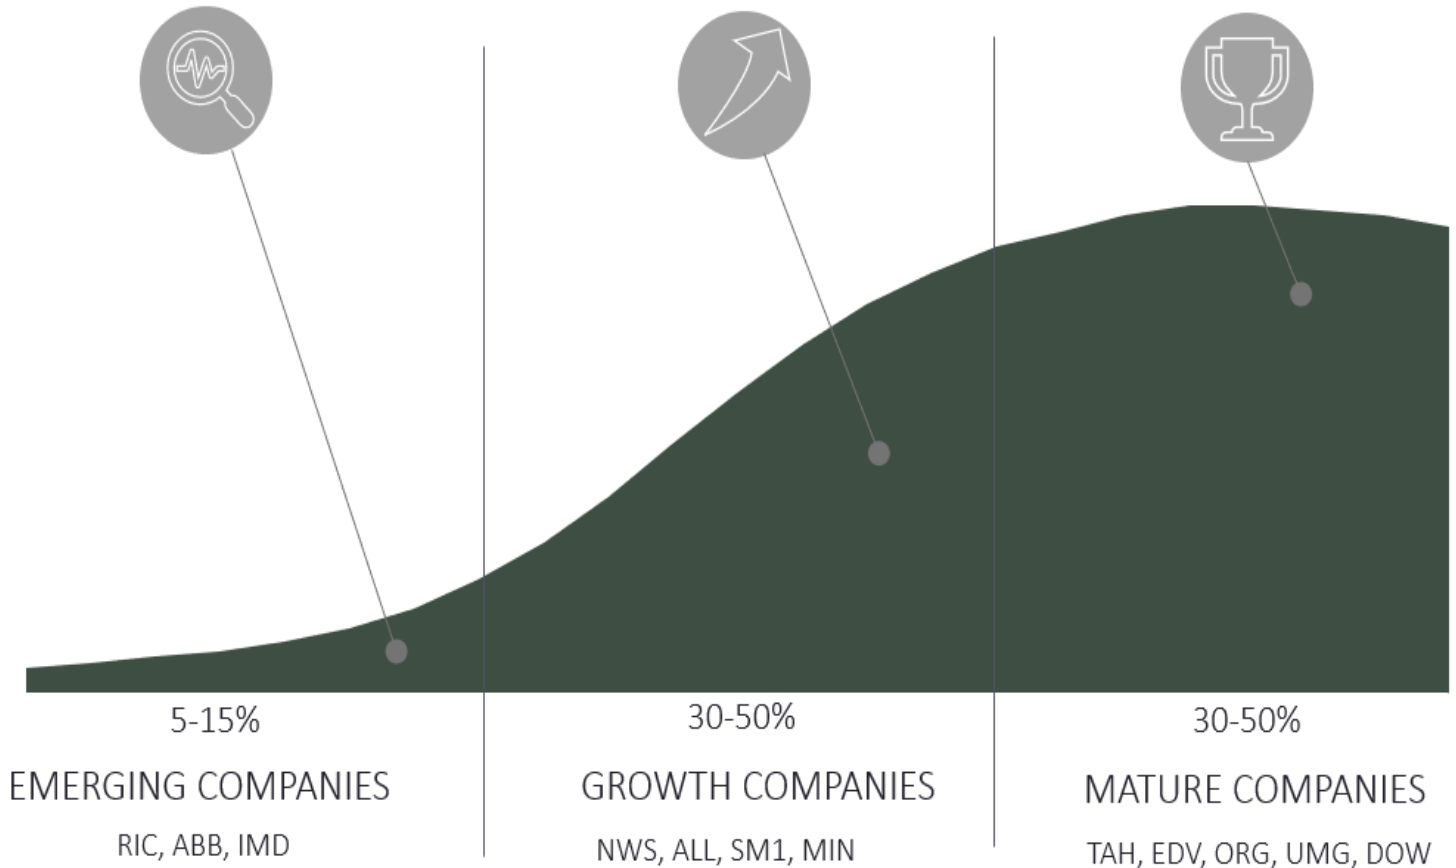 5-15%
30-50%
30-50%
EMERGING COMPANIES
GROWTH COMPANIES
MATURE COMPANIES
RIC, ABB, IMD
NWS, ALL, SM1, MIN
TAH, EDV, ORG, UMG, DOW